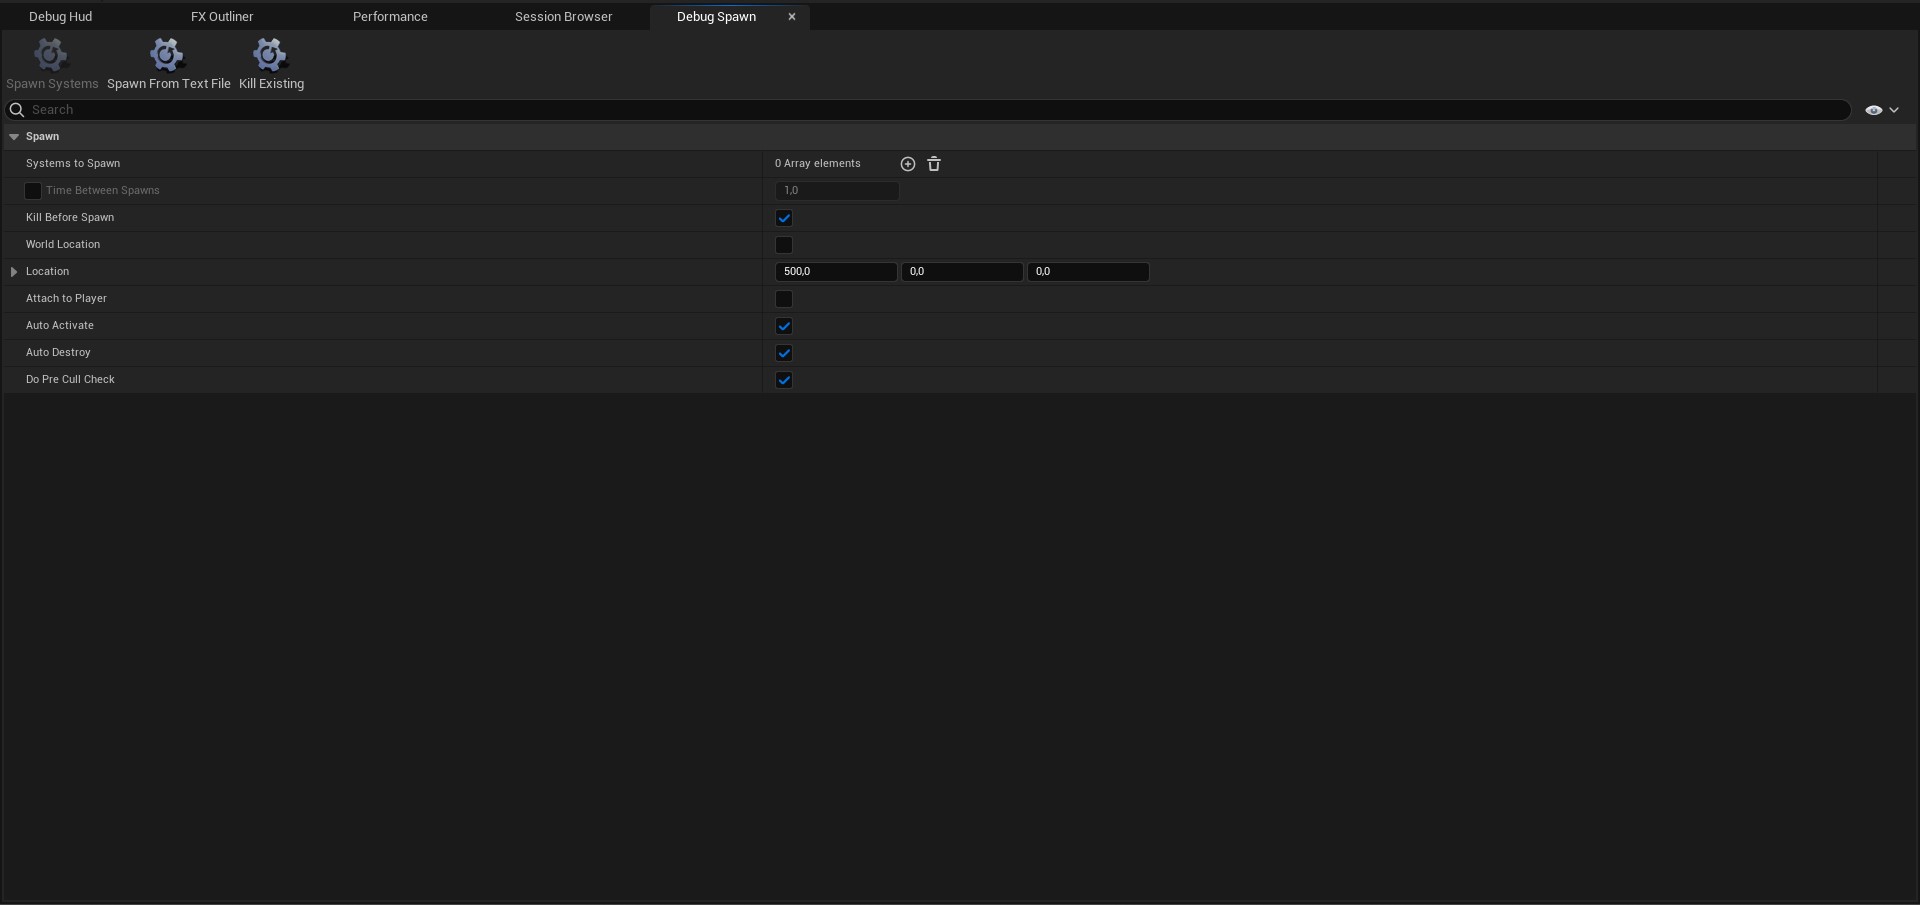 Debug Hud
FX Outliner
Performance
Session Browser
Debug Spawn
Spawn Systems
Spawn From Text File
Kill Existing
Search
Spawn
Systems to Spawn
0 Array elements
Time Between Spawns
1,0
Kill Before Spawn
World Location
Location
500,0
0,0
0,0
Attach to Player
Auto Activate
Auto Destroy
Do Pre Cull Check